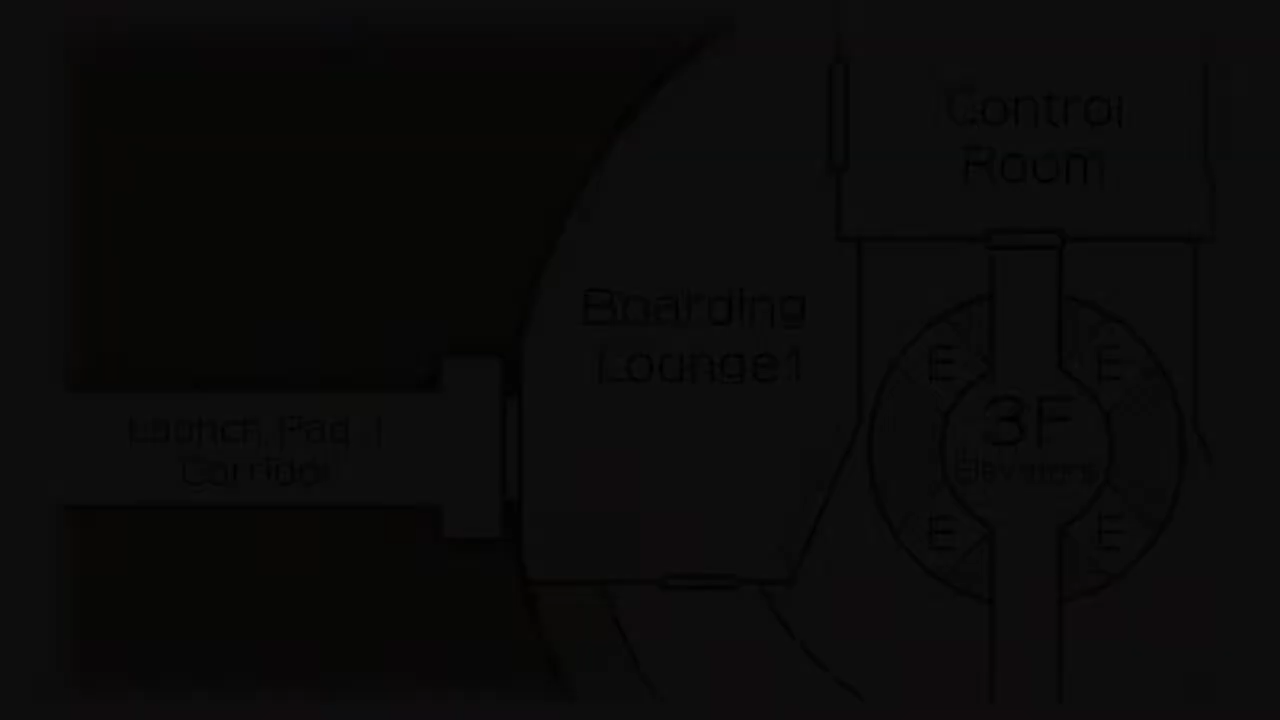 Control
Room
Boarding
Lounge1
E
E
3F
Elevators
Launch Pad 1
Corridor
E
E